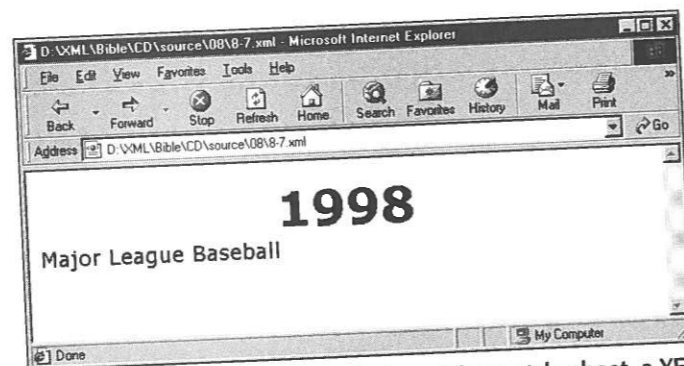 D:\XML\Bible\CD\source\08\8-7.xml - Microsoft Internet Explorer
File Edit View Favorites Tools Help
Back Forward Stop Refresh Home Search Favorites History Mail Print
Address D:\XML\Bible\CD\source\08\8-7.xml Go
1998
Major League Baseball
Done My Computer